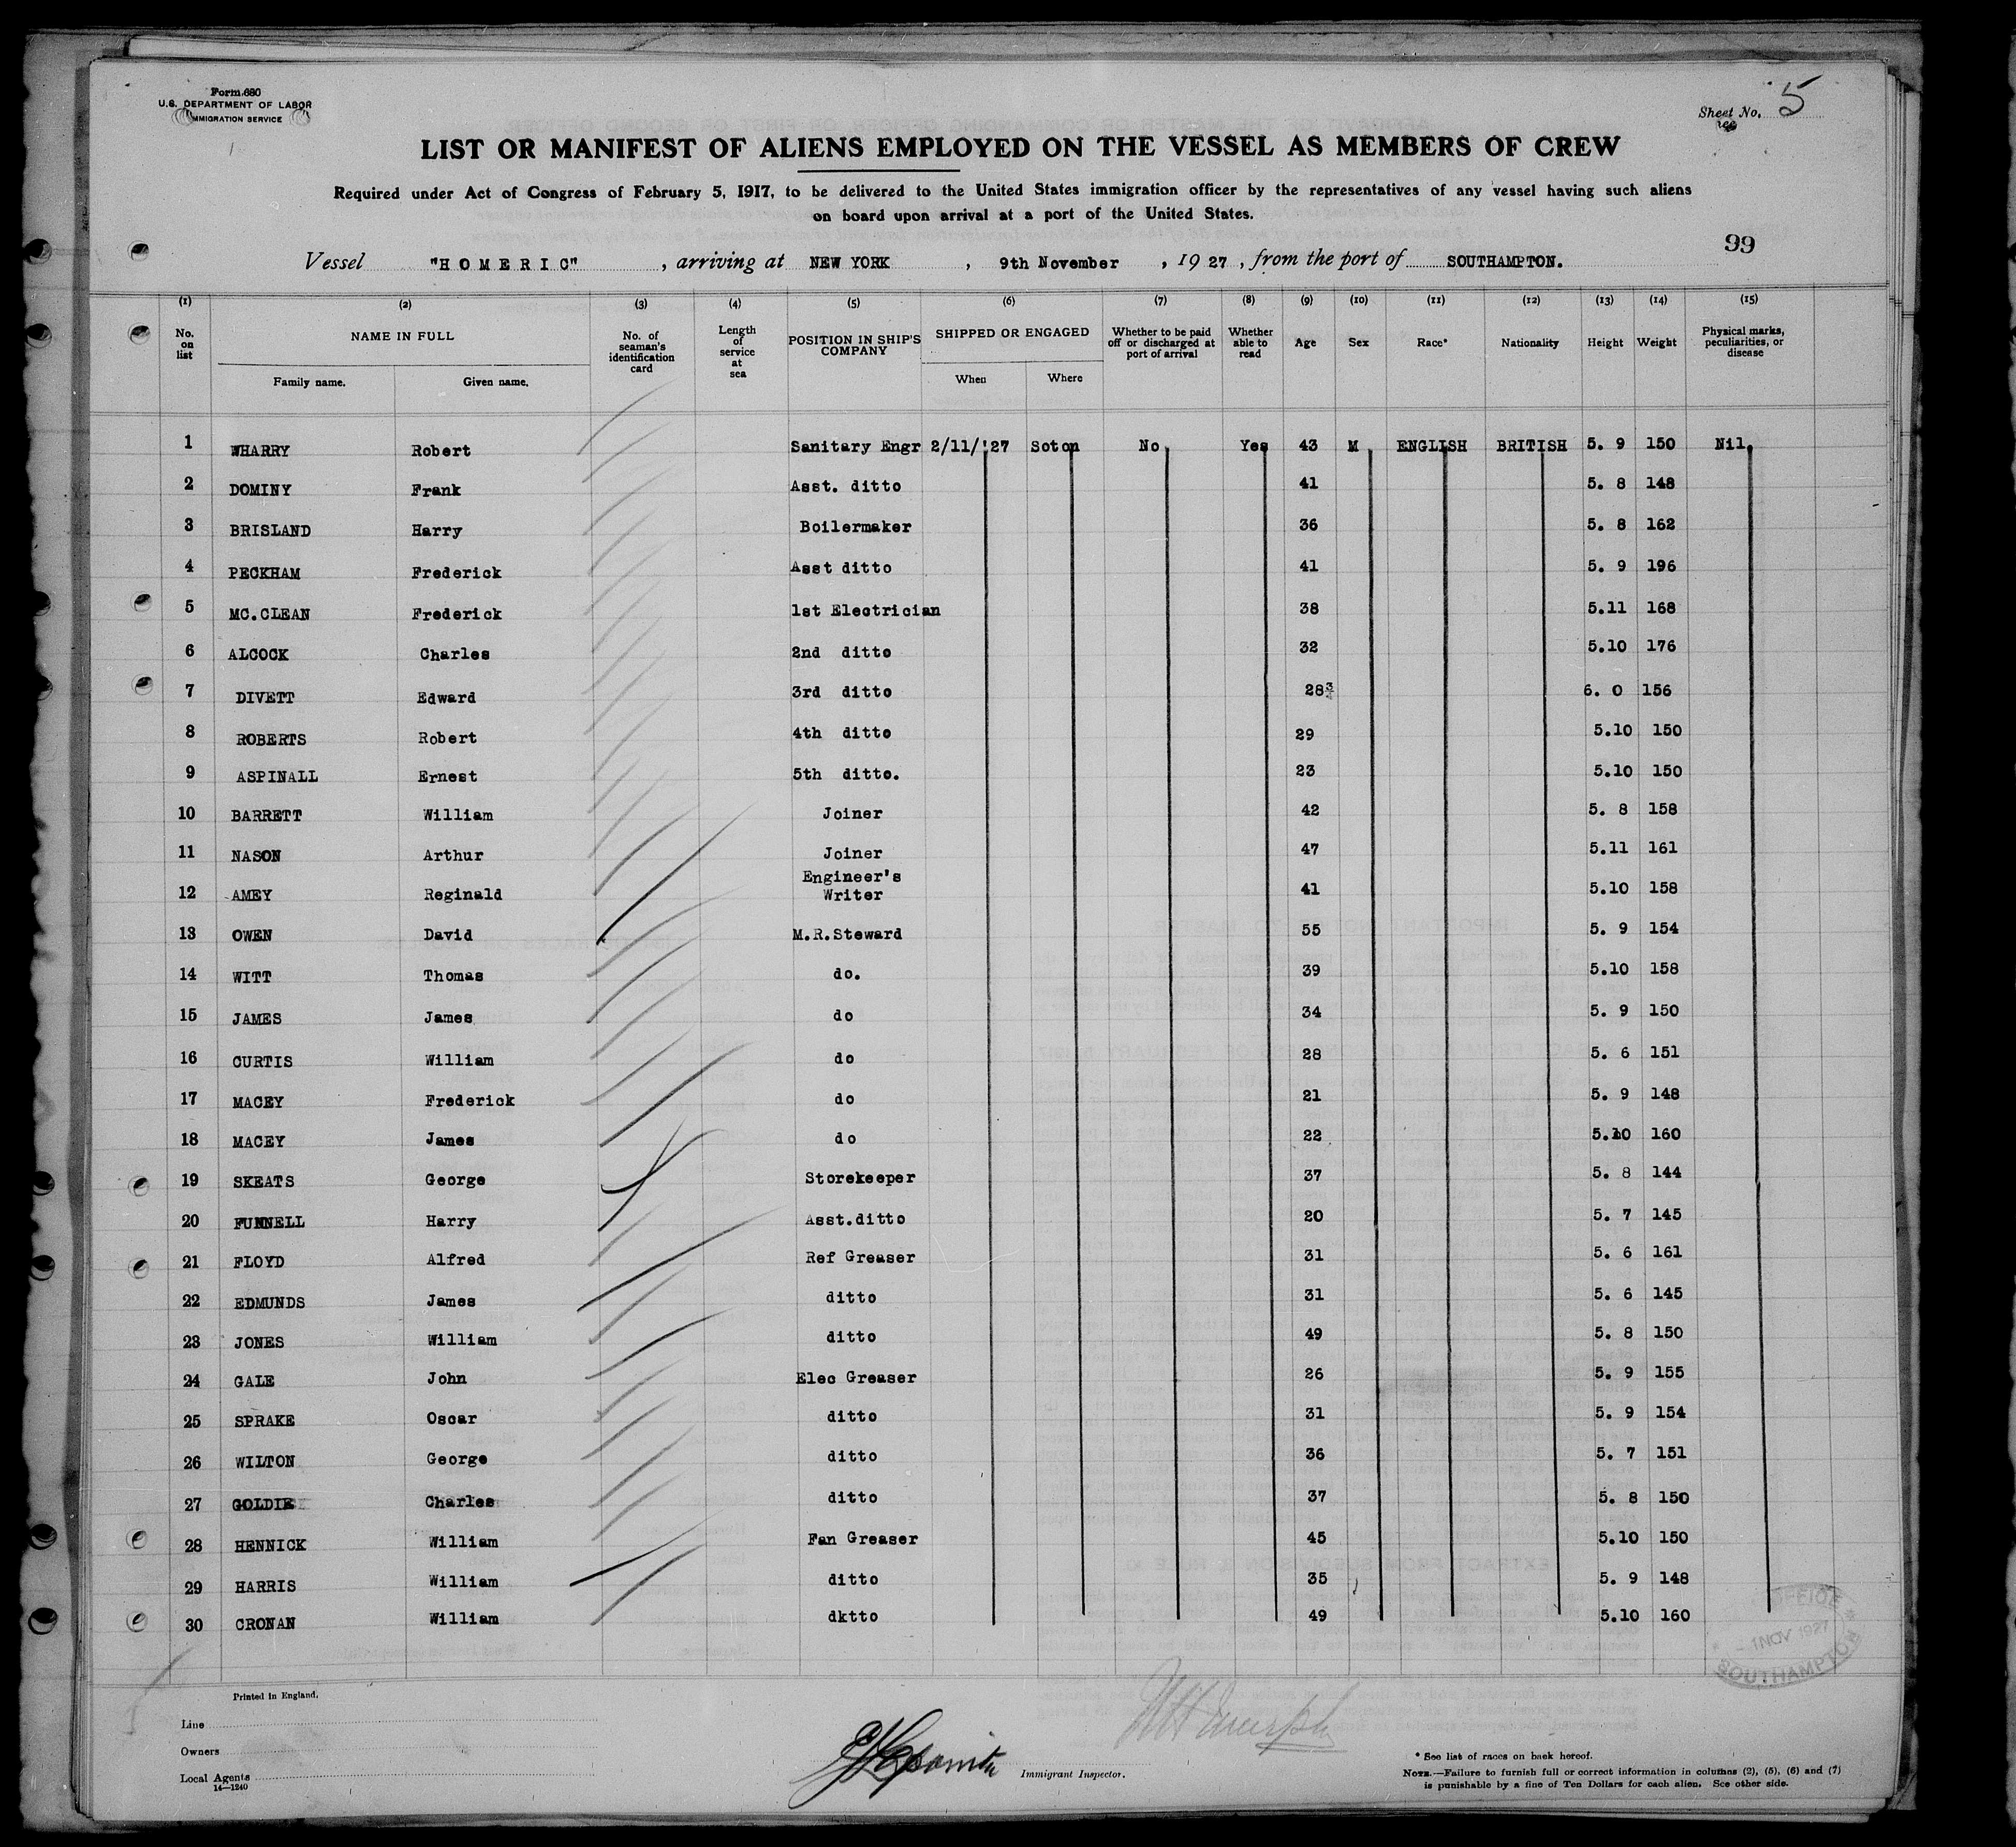 Form 680
U.S. DEPARTMENT OF LABOR
IMMIGRATION SERVICE
Sheet No. 5
LIST OR MANIFEST OF ALIENS EMPLOYED ON THE VESSEL AS MEMBERS OF CREW
Required under Act of Congress of February 5, 1917, to be delivered to the United States immigration officer by the representatives of any vessel having such aliens
on board upon arrival at a port of the United States.
99
Vessel "HOMERIC" , arriving at NEW YORK , 9th November , 19 27 , from the port of SOUTHAMPTON.
(1) (2) (3) (4) (5) (6) (7) (8) (9) (10) (11) (12) (13) (14) (15)
No. on list NAME IN FULL Family name. Given name. No. of seaman's identification card Length of service at sea POSITION IN SHIP'S COMPANY SHIPPED OR ENGAGED When Where Whether to be paid off or discharged at port of arrival Whether able to read Age Sex Race* Nationality Height Weight Physical marks, peculiarities, or disease
1 WHARRY Robert Sanitary Engr 2/11/'27 Soton No Yes 43 M ENGLISH BRITISH 5. 9 150 Nil.
2 DOMINY Frank Asst. ditto 41 5. 8 148
3 BRISLAND Harry Boilermaker 36 5. 8 162
4 PECKHAM Frederick Asst ditto 41 5. 9 196
5 MC.CLEAN Frederick 1st Electrician 38 5.11 168
6 ALCOCK Charles 2nd ditto 32 5.10 176
7 DIVETT Edward 3rd ditto 28 6. 0 156
8 ROBERTS Robert 4th ditto 29 5.10 150
9 ASPINALL Ernest 5th ditto. 23 5.10 150
10 BARRETT William Joiner 42 5. 8 158
11 NASON Arthur Joiner 47 5.11 161
12 AMEY Reginald Engineer's Writer 41 5.10 158
13 OWEN David M.R.Steward 55 5. 9 154
14 WITT Thomas do. 39 5.10 158
15 JAMES James do 34 5. 9 150
16 CURTIS William do 28 5. 6 151
17 MACEY Frederick do 21 5. 9 148
18 MACEY James do 22 5.10 160
19 SKEATS George Storekeeper 37 5. 8 144
20 FUNNELL Harry Asst.ditto 20 5. 7 145
21 FLOYD Alfred Ref Greaser 31 5. 6 161
22 EDMUNDS James ditto 31 5. 6 145
23 JONES William ditto 49 5. 8 150
24 GALE John Elec Greaser 26 5. 9 155
25 SPRAKE Oscar ditto 31 5. 9 154
26 WILTON George ditto 36 5. 7 151
27 GOLDIE Charles ditto 37 5. 8 150
28 HENNICK William Fan Greaser 45 5.10 150
29 HARRIS William ditto 35 5. 9 148
30 CRONAN William dktto 49 5.10 160
OFFICE
1 NOV 1927
SOUTHAMPTON
Printed in England.
Line
Owners
Local Agents
14—1240
Immigrant Inspector.
* See list of races on back hereof.
NOTE.—Failure to furnish full or correct information in columns (2), (5), (6) and (7)
is punishable by a fine of Ten Dollars for each alien. See other side.